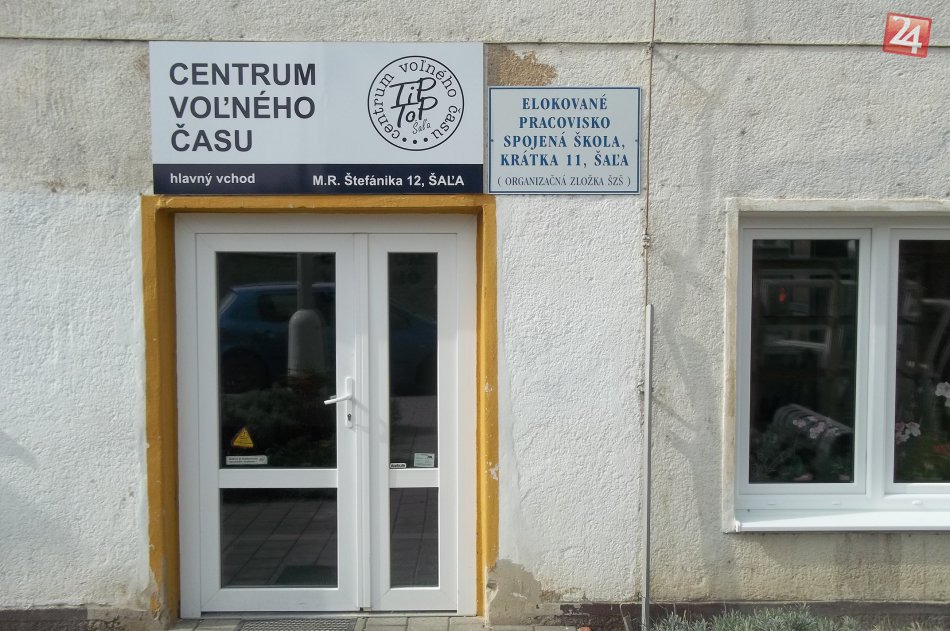 24
CENTRUM
VOĽNÉHO
ČASU
centrum voľného času
TiP
ToP
Šaľa
hlavný vchod
M.R. Štefánika 12, ŠAĽA
ELOKOVANÉ
PRACOVISKO
SPOJENÁ ŠKOLA,
KRÁTKA 11, ŠAĽA
( ORGANIZAČNÁ ZLOŽKA ŠZŠ )